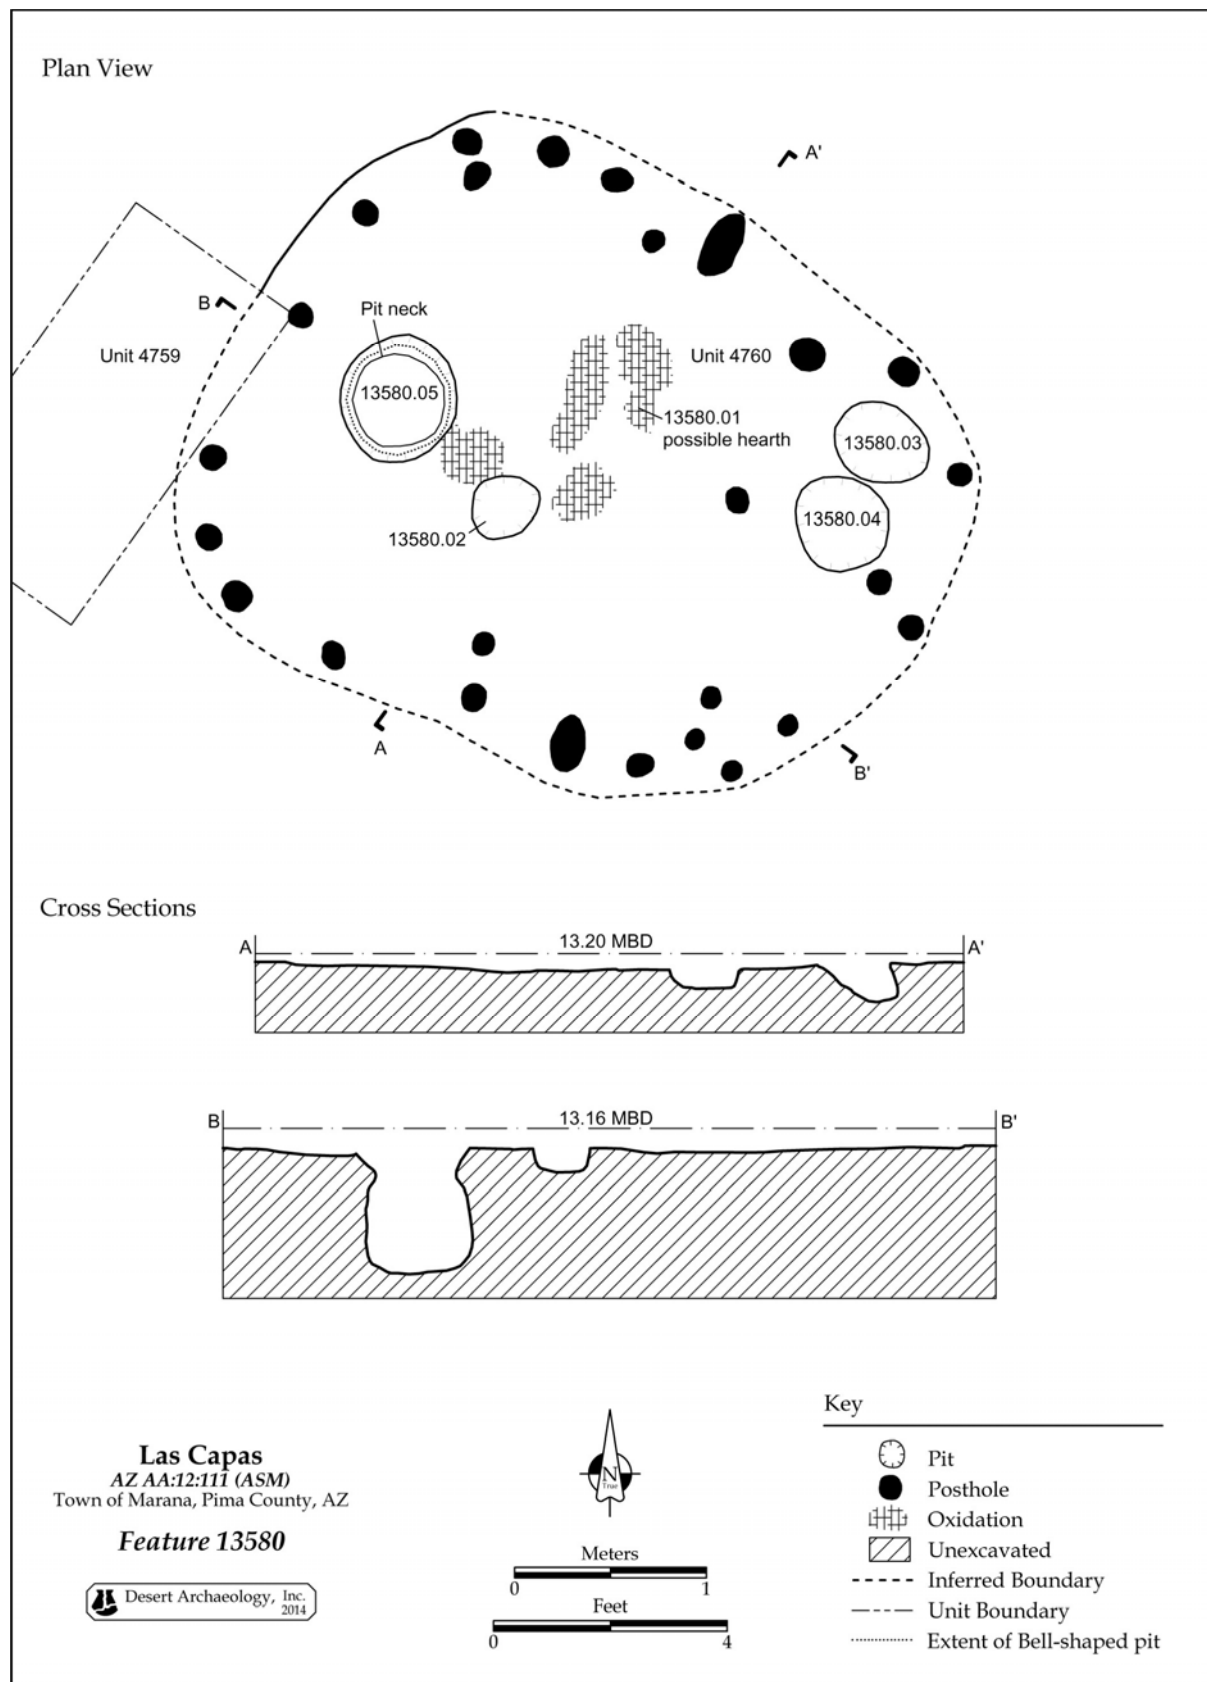 Plan View
A'
B
Pit neck
Unit 4759
Unit 4760
13580.05
13580.01
possible hearth
13580.03
13580.04
13580.02
A
B'
Cross Sections
A
13.20 MBD
A'
B
13.16 MBD
B'
Las Capas
AZ AA:12:111 (ASM)
Town of Marana, Pima County, AZ
Feature 13580
Desert Archaeology, Inc.
2014
N
True
Meters
0 1
Feet
0 4
Key
Pit
Posthole
Oxidation
Unexcavated
Inferred Boundary
Unit Boundary
Extent of Bell-shaped pit